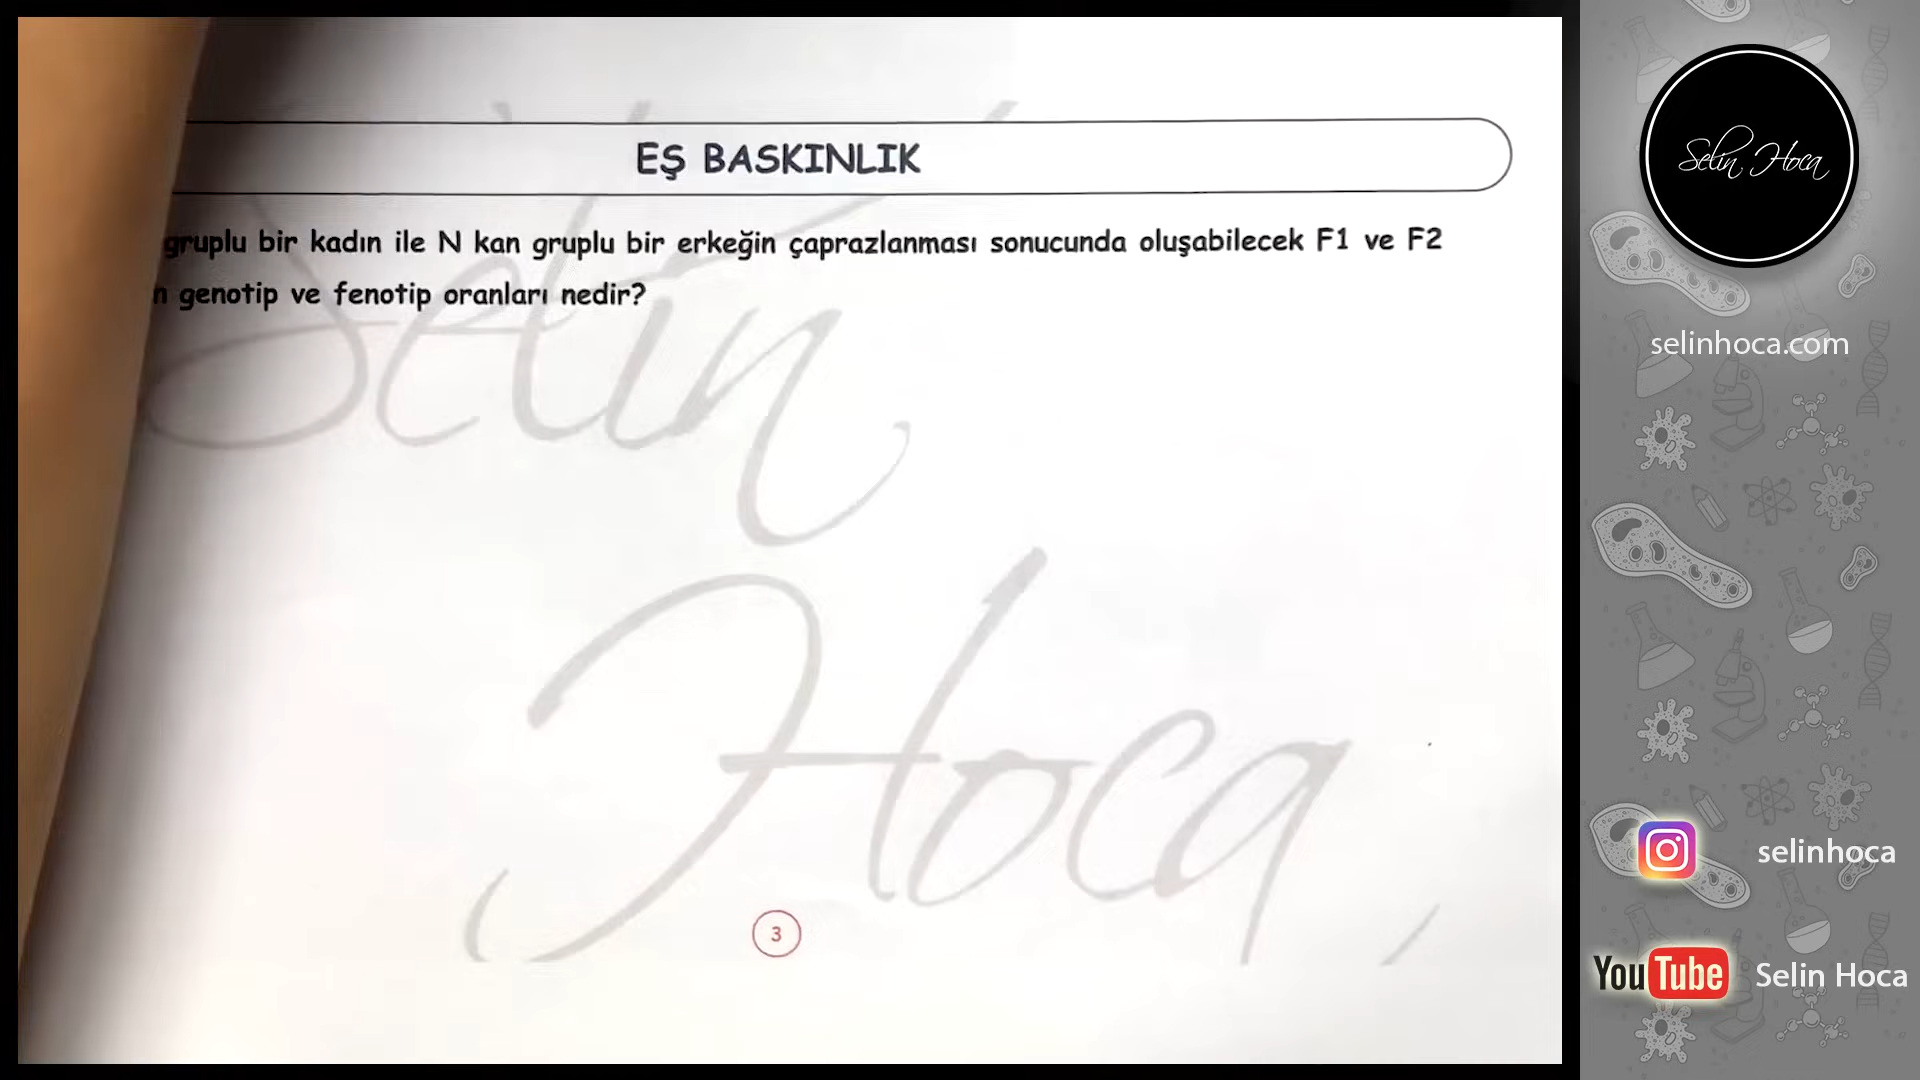 EŞ BASKINLIK
gruplu bir kadın ile N kan gruplu bir erkeğin çaprazlanması sonucunda oluşabilecek F1 ve F2
genotip ve fenotip oranları nedir?
Selin
Hoca
3
Selin Hoca
selinhoca.com
selinhoca
YouTube Selin Hoca